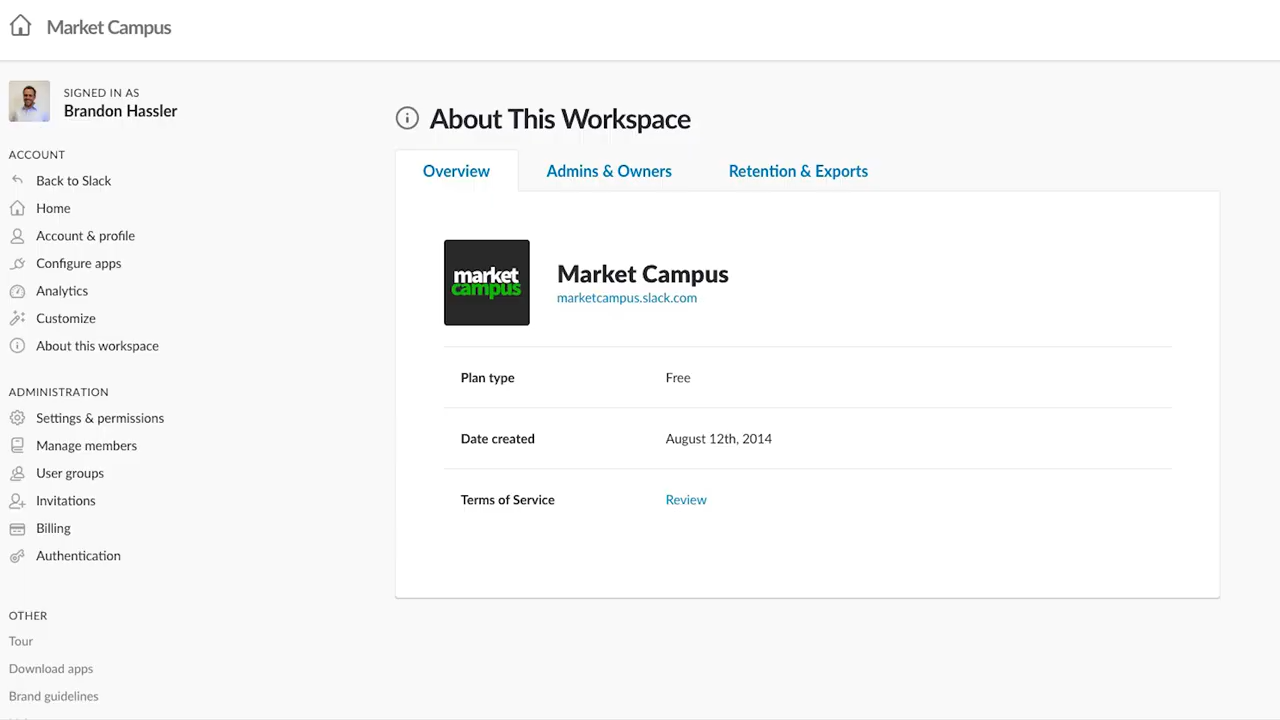 Market Campus
SIGNED IN AS
Brandon Hassler
ACCOUNT
Back to Slack
Home
Account & profile
Configure apps
Analytics
Customize
About this workspace
ADMINISTRATION
Settings & permissions
Manage members
User groups
Invitations
Billing
Authentication
OTHER
Tour
Download apps
Brand guidelines
About This Workspace
Overview
Admins & Owners
Retention & Exports
market
campus
Market Campus
marketcampus.slack.com
Plan type Free
Date created August 12th, 2014
Terms of Service Review